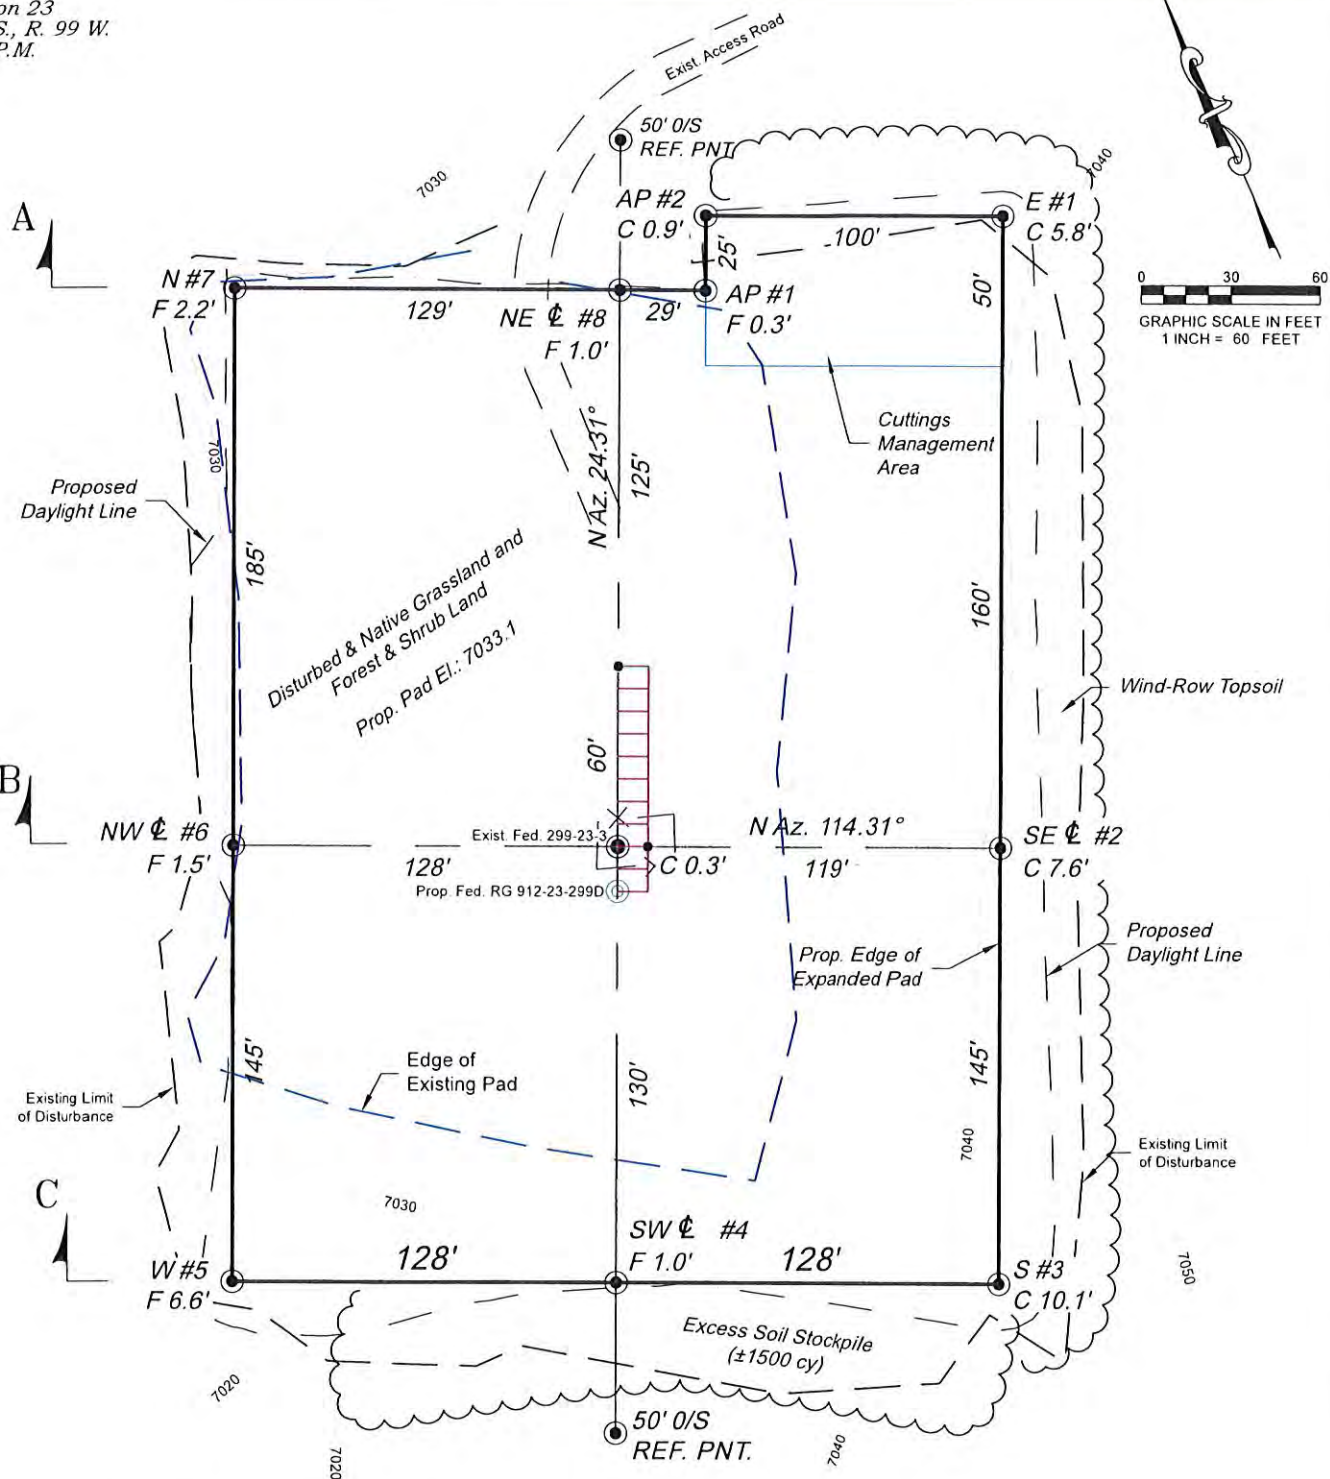 on 23
S., R. 99 W.
P.M.
Exist. Access Road
50' O/S
REF. PNT.
7030
7040
A
AP #2
C 0.9'
E #1
C 5.8'
100'
25'
50'
N #7
F 2.2'
129'
NE ℄ #8
F 1.0'
29'
AP #1
F 0.3'
0 30 60
GRAPHIC SCALE IN FEET
1 INCH = 60 FEET
Cuttings
Management
Area
7030
Proposed
Daylight Line
N Az. 24.31°
125'
185'
Disturbed & Native Grassland and
Forest & Shrub Land
Prop. Pad El.: 7033.1
160'
Wind-Row Topsoil
60'
B
NW ℄ #6
F 1.5'
128'
Exist. Fed. 299-23-3
Prop. Fed. RG 912-23-299D
C 0.3'
N Az. 114.31°
119'
SE ℄ #2
C 7.6'
Prop. Edge of
Expanded Pad
Proposed
Daylight Line
145'
Edge of
Existing Pad
130'
145'
Existing Limit
of Disturbance
7040
Existing Limit
of Disturbance
C
7030
SW ℄ #4
F 1.0'
128'
128'
W #5
F 6.6'
S #3
C 10.1'
7050
Excess Soil Stockpile
(±1500 cy)
7020
50' O/S
REF. PNT.
7020
7040